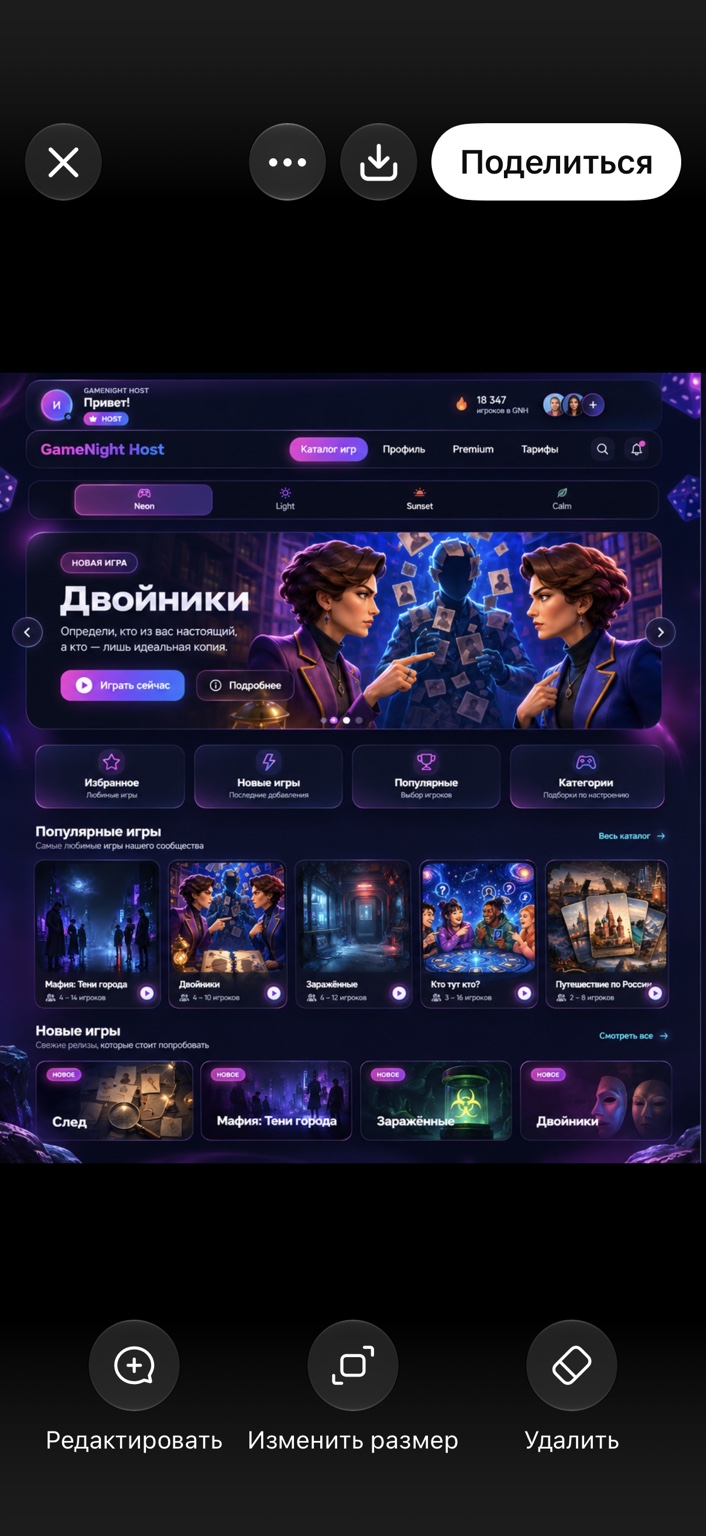 Поделиться
GAMENIGHT HOST
И
Привет!
HOST
18 347
игроков в GNH
GameNight Host
Каталог игр
Профиль
Premium
Тарифы
Neon
Light
Sunset
Calm
НОВАЯ ИГРА
Двойники
Определи, кто из вас настоящий,
а кто — лишь идеальная копия.
Играть сейчас
Подробнее
Избранное
Любимые игры
Новые игры
Последние добавления
Популярные
Выбор игроков
Категории
Подборки по настроению
Популярные игры
Самые любимые игры нашего сообщества
Весь каталог →
Мафия: Тени города
4 – 14 игроков
Двойники
4 – 10 игроков
Заражённые
4 – 12 игроков
Кто тут кто?
3 – 16 игроков
Путешествие по России
2 – 8 игроков
Новые игры
Свежие релизы, которые стоит попробовать
Смотреть все →
НОВОЕ
След
НОВОЕ
Мафия: Тени города
НОВОЕ
Заражённые
НОВОЕ
Двойники
Редактировать
Изменить размер
Удалить